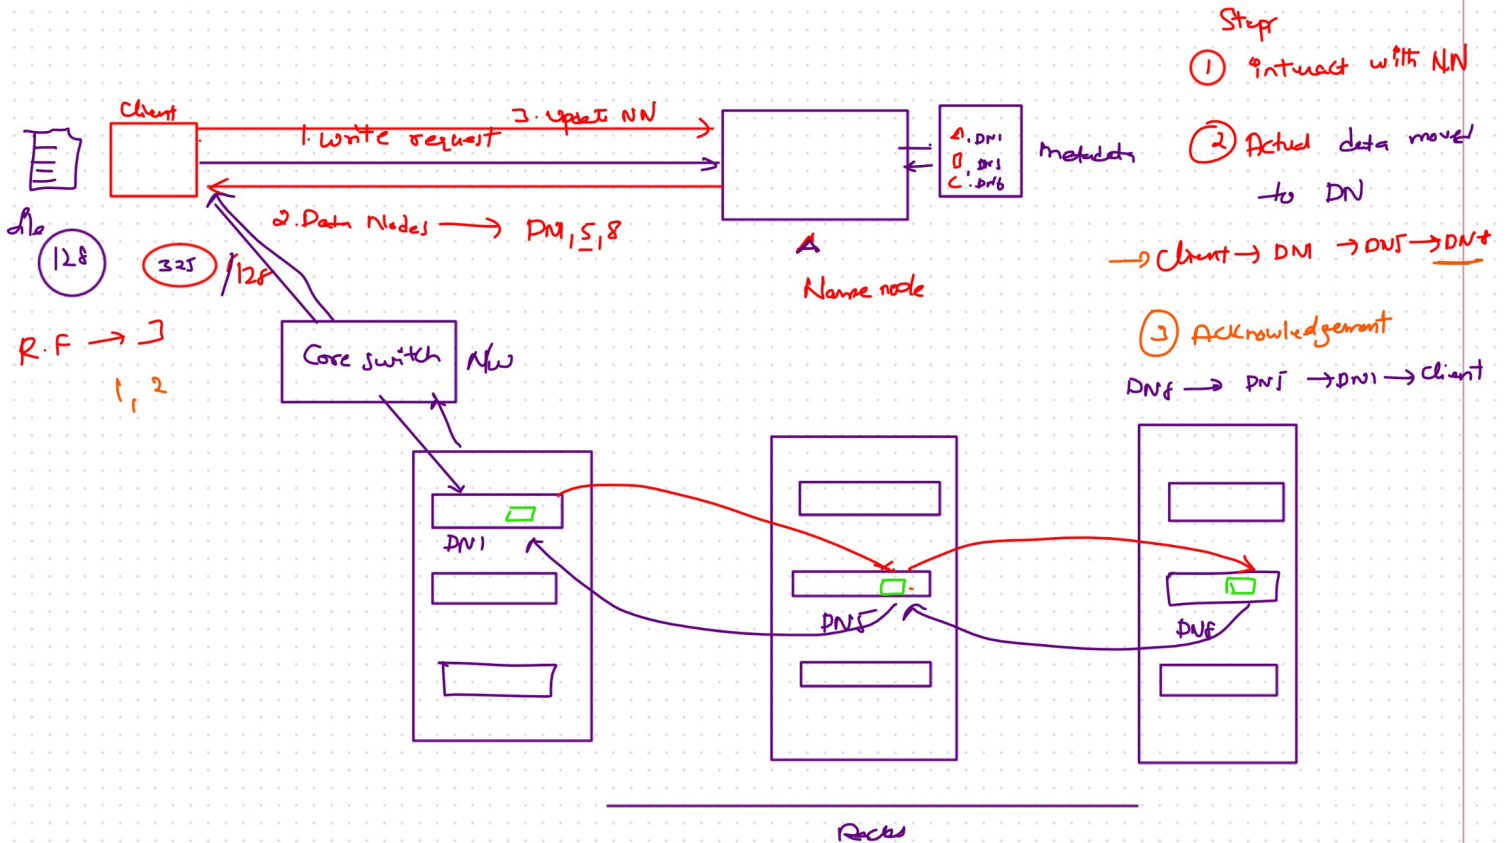 Steps
1 interact with NN
2 Actual data moved
to DN
→ Client → DN1 → DN5 → DN8
3 Acknowledgement
DN8 → DN5 → DN1 → Client
Client
3. Update NN
1. Write request
2. Data Nodes → DN1, 5, 8
A. DN1
B. DN5
C. DN6
Metadata
A
Name node
file
128
325 / 128
R.F → 3
1, 2
Core switch
N/W
DN1
DN5
DN8
Racks